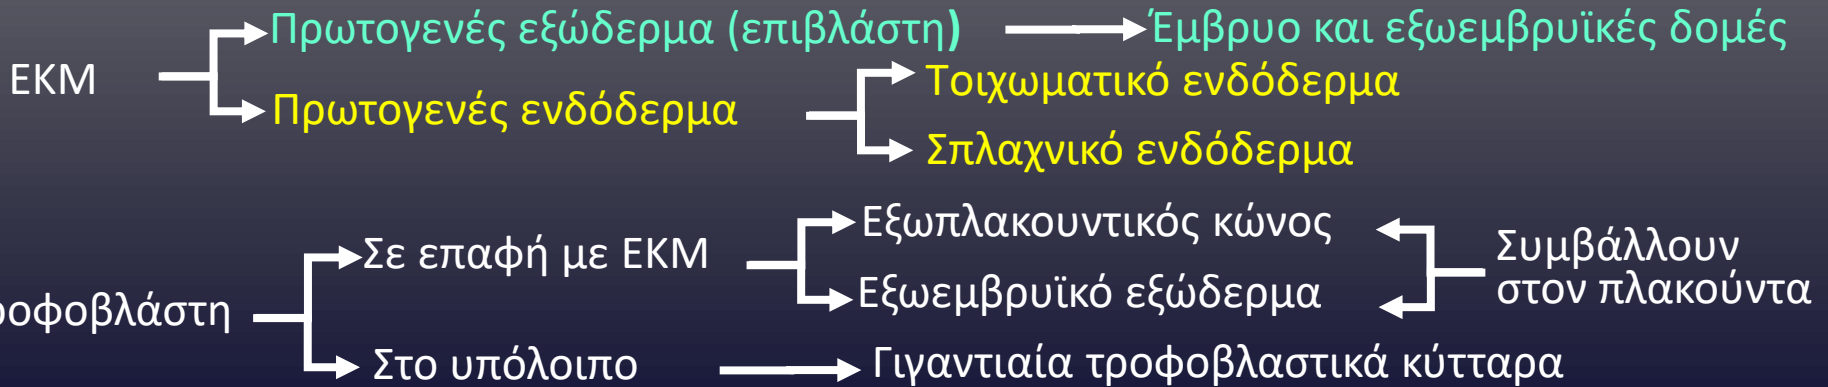 Πρωτογενές εξώδερμα (επιβλάστη) Έμβρυο και εξωεμβρυϊκές δομές
ΕΚΜ
Τοιχωματικό ενδόδερμα
Πρωτογενές ενδόδερμα
Σπλαχνικό ενδόδερμα
Εξωπλακουντικός κώνος
Σε επαφή με ΕΚΜ
Συμβάλλουν
στον πλακούντα
Εξωεμβρυϊκό εξώδερμα
ροφοβλάστη
Στο υπόλοιπο Γιγαντιαία τροφοβλαστικά κύτταρα